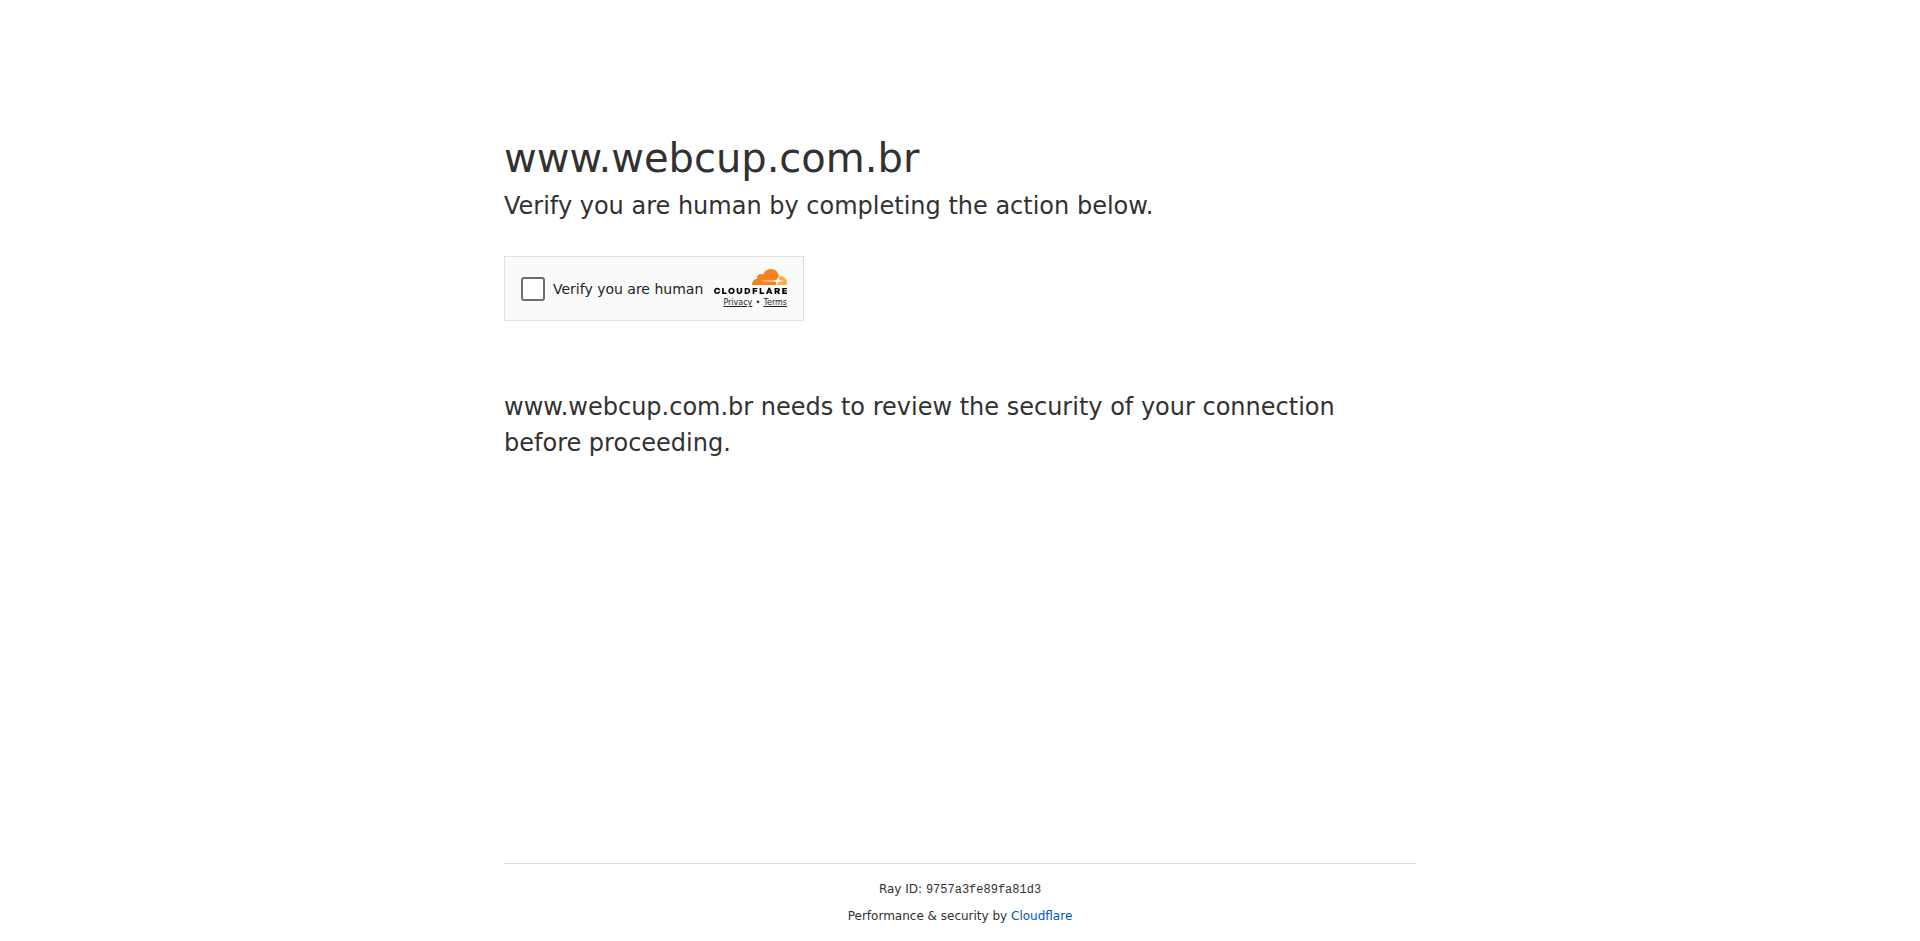 www.webcup.com.br
Verify you are human by completing the action below.
Verify you are human
CLOUDFLARE
Privacy • Terms
www.webcup.com.br needs to review the security of your connection
before proceeding.
Ray ID: 9757a3fe89fa81d3
Performance & security by Cloudflare